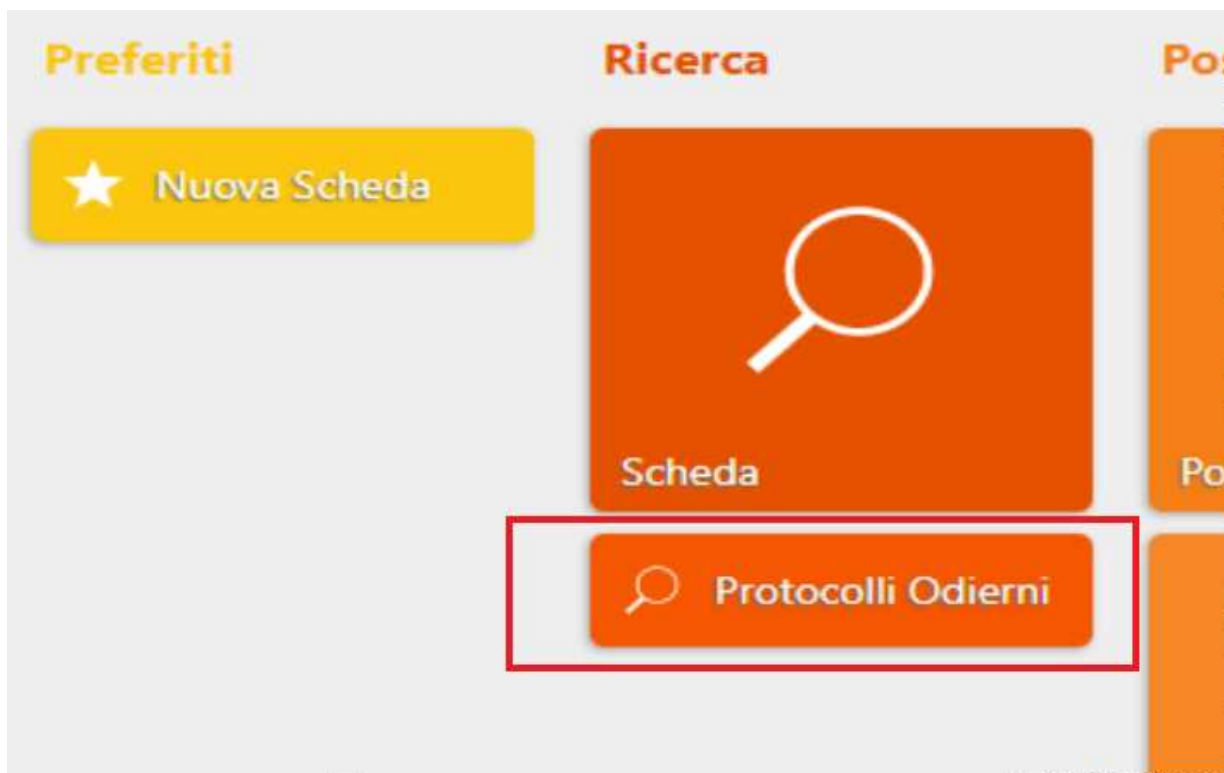 Preferiti
Ricerca
Nuova Scheda
Scheda
Protocolli Odierni